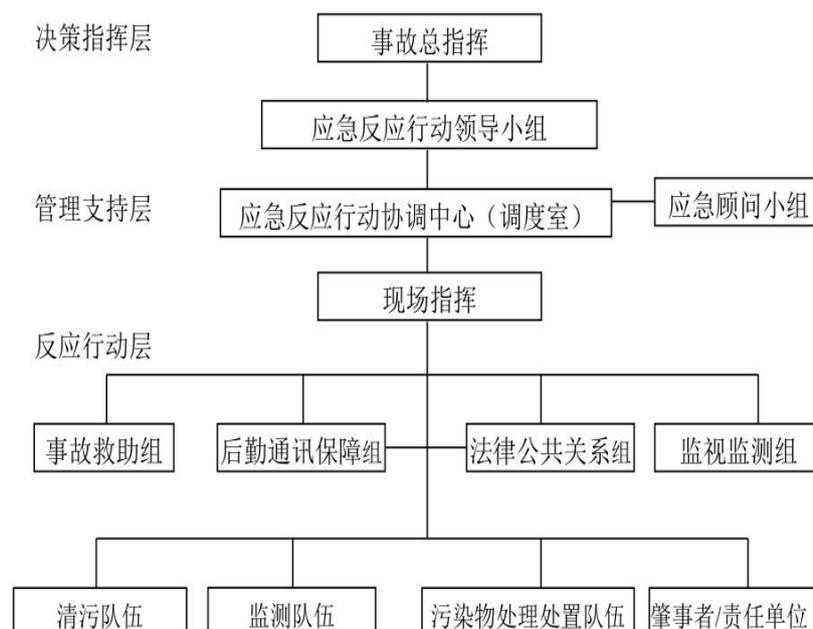 决策指挥层
事故总指挥
应急反应行动领导小组
管理支持层
应急反应行动协调中心（调度室）
应急顾问小组
现场指挥
反应行动层
事故救助组
后勤通讯保障组
法律公共关系组
监视监测组
清污队伍
监测队伍
污染物处理处置队伍
肇事者/责任单位